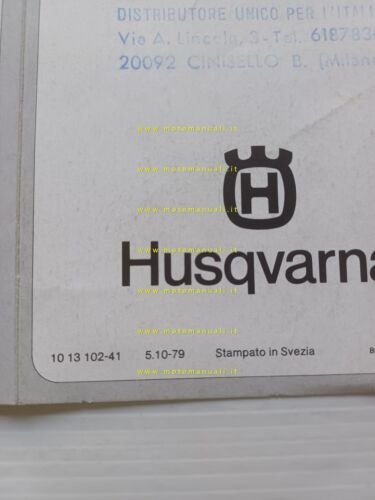 DISTRIBUTORE UNICO PER L'ITALI
Via A. Lincoln, 3-Tel. 618783
20092 CINISELLO B. (Milan
www.motomanuali.it
www.motomanuali.it
www.motomanuali.it
H
www.motomanuali.it
Husqvarna
www.motomanuali.it
www.motomanuali.it
10 13 102-41 5.10-79 Stampato in Svezia B
www.motomanuali.it